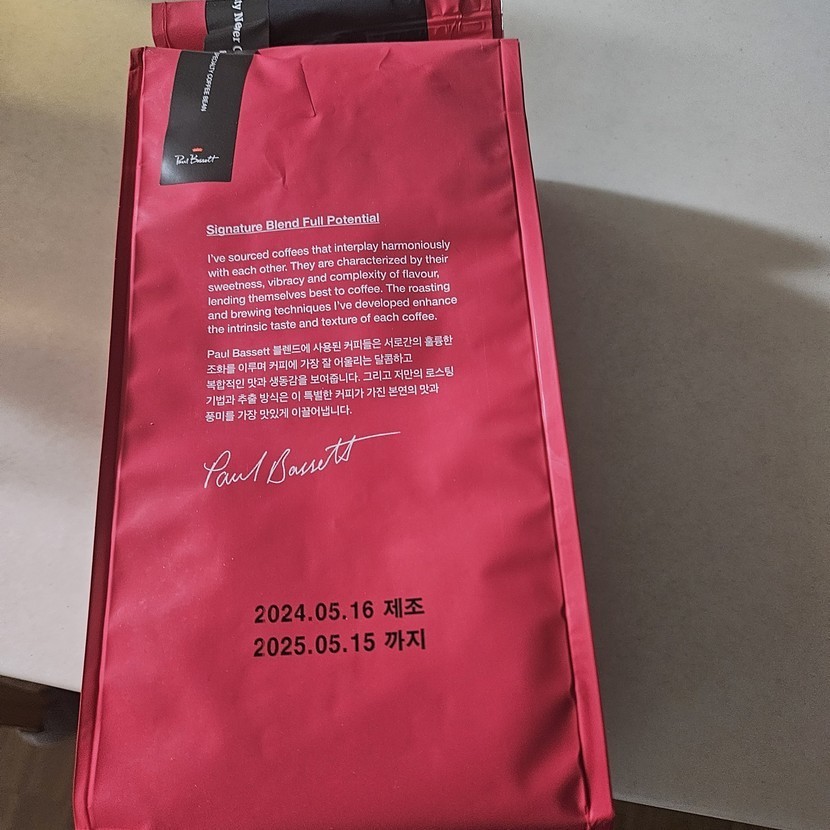 SPECIALTY COFFEE BEAN
Paul Bassett
Signature Blend Full Potential
I've sourced coffees that interplay harmoniously
with each other. They are characterized by their
sweetness, vibracy and complexity of flavour,
lending themselves best to coffee. The roasting
and brewing techniques I've developed enhance
the intrinsic taste and texture of each coffee.
Paul Bassett 블렌드에 사용된 커피들은 서로간의 훌륭한
조화를 이루며 커피에 가장 잘 어울리는 달콤하고
복합적인 맛과 생동감을 보여줍니다. 그리고 저만의 로스팅
기법과 추출 방식은 이 특별한 커피가 가진 본연의 맛과
풍미를 가장 맛있게 이끌어냅니다.
Paul Bassett
2024.05.16 제조
2025.05.15 까지